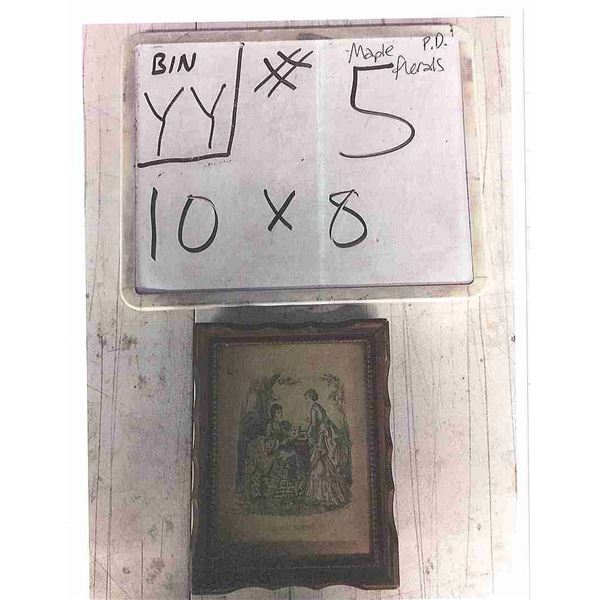 BIN
YY
# 5
Maple P.D.
florals
10 x 8